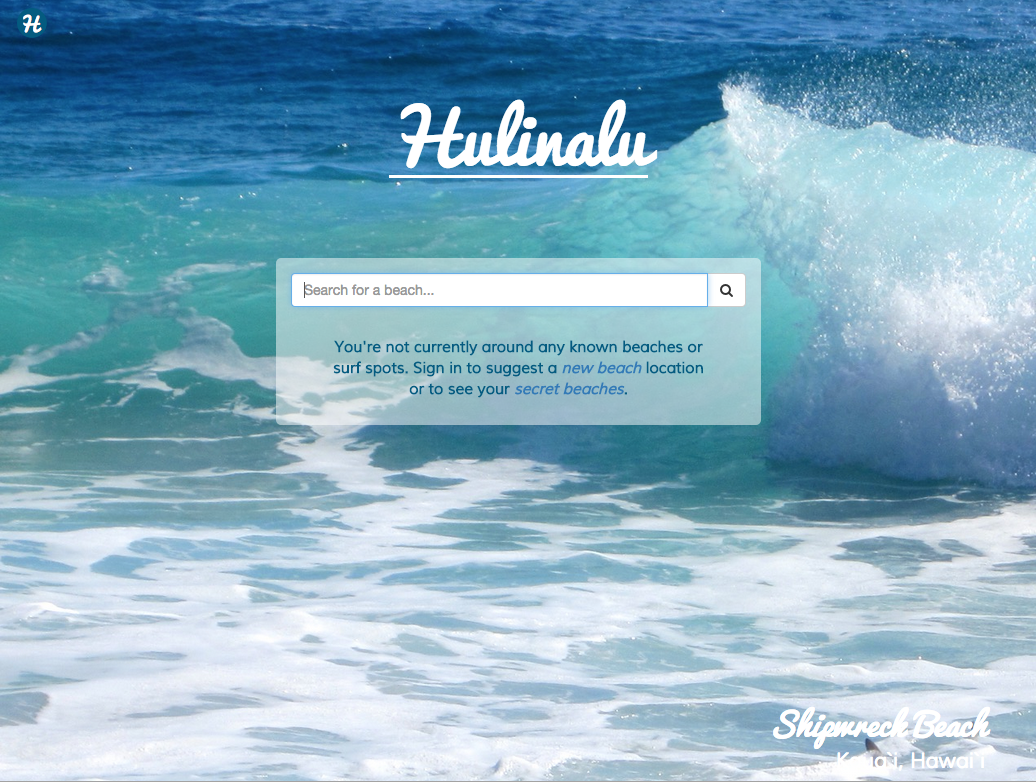 H
Hulinalu
Search for a beach...
You're not currently around any known beaches or
surf spots. Sign in to suggest a new beach location
or to see your secret beaches.
Shipwreck Beach
Kaua`i, Hawai`i